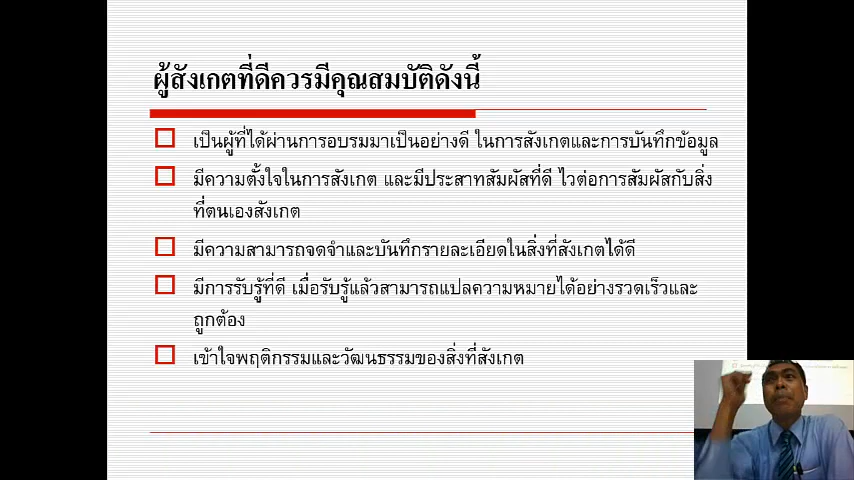 ผู้สังเกตที่ดีควรมีคุณสมบัติดังนี้
เป็นผู้ที่ได้ผ่านการอบรมมาเป็นอย่างดี ในการสังเกตและการบันทึกข้อมูล
มีความตั้งใจในการสังเกต และมีประสาทสัมผัสที่ดี ไวต่อการสัมผัสกับสิ่ง
ที่ตนเองสังเกต
มีความสามารถจดจำและบันทึกรายละเอียดในสิ่งที่สังเกตได้ดี
มีการรับรู้ที่ดี เมื่อรับรู้แล้วสามารถแปลความหมายได้อย่างรวดเร็วและ
ถูกต้อง
เข้าใจพฤติกรรมและวัฒนธรรมของสิ่งที่สังเกต